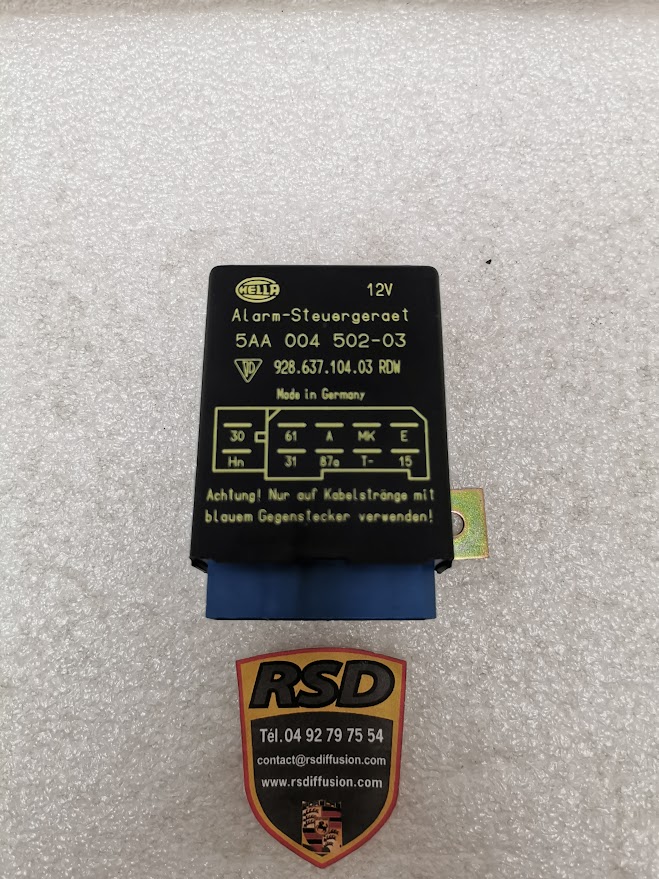 HELLA
12V
Alarm-Steuergeraet
5AA 004 502-03
928.637.104.03 RDW
Made in Germany
30 61 A MK E
Hn 31 87a T- 15
Achtung! Nur auf Kabelstränge mit
blauem Gegenstecker verwenden!
RSD
Tél.04 92 79 75 54
contact@rsdiffusion.com
www.rsdiffusion.com